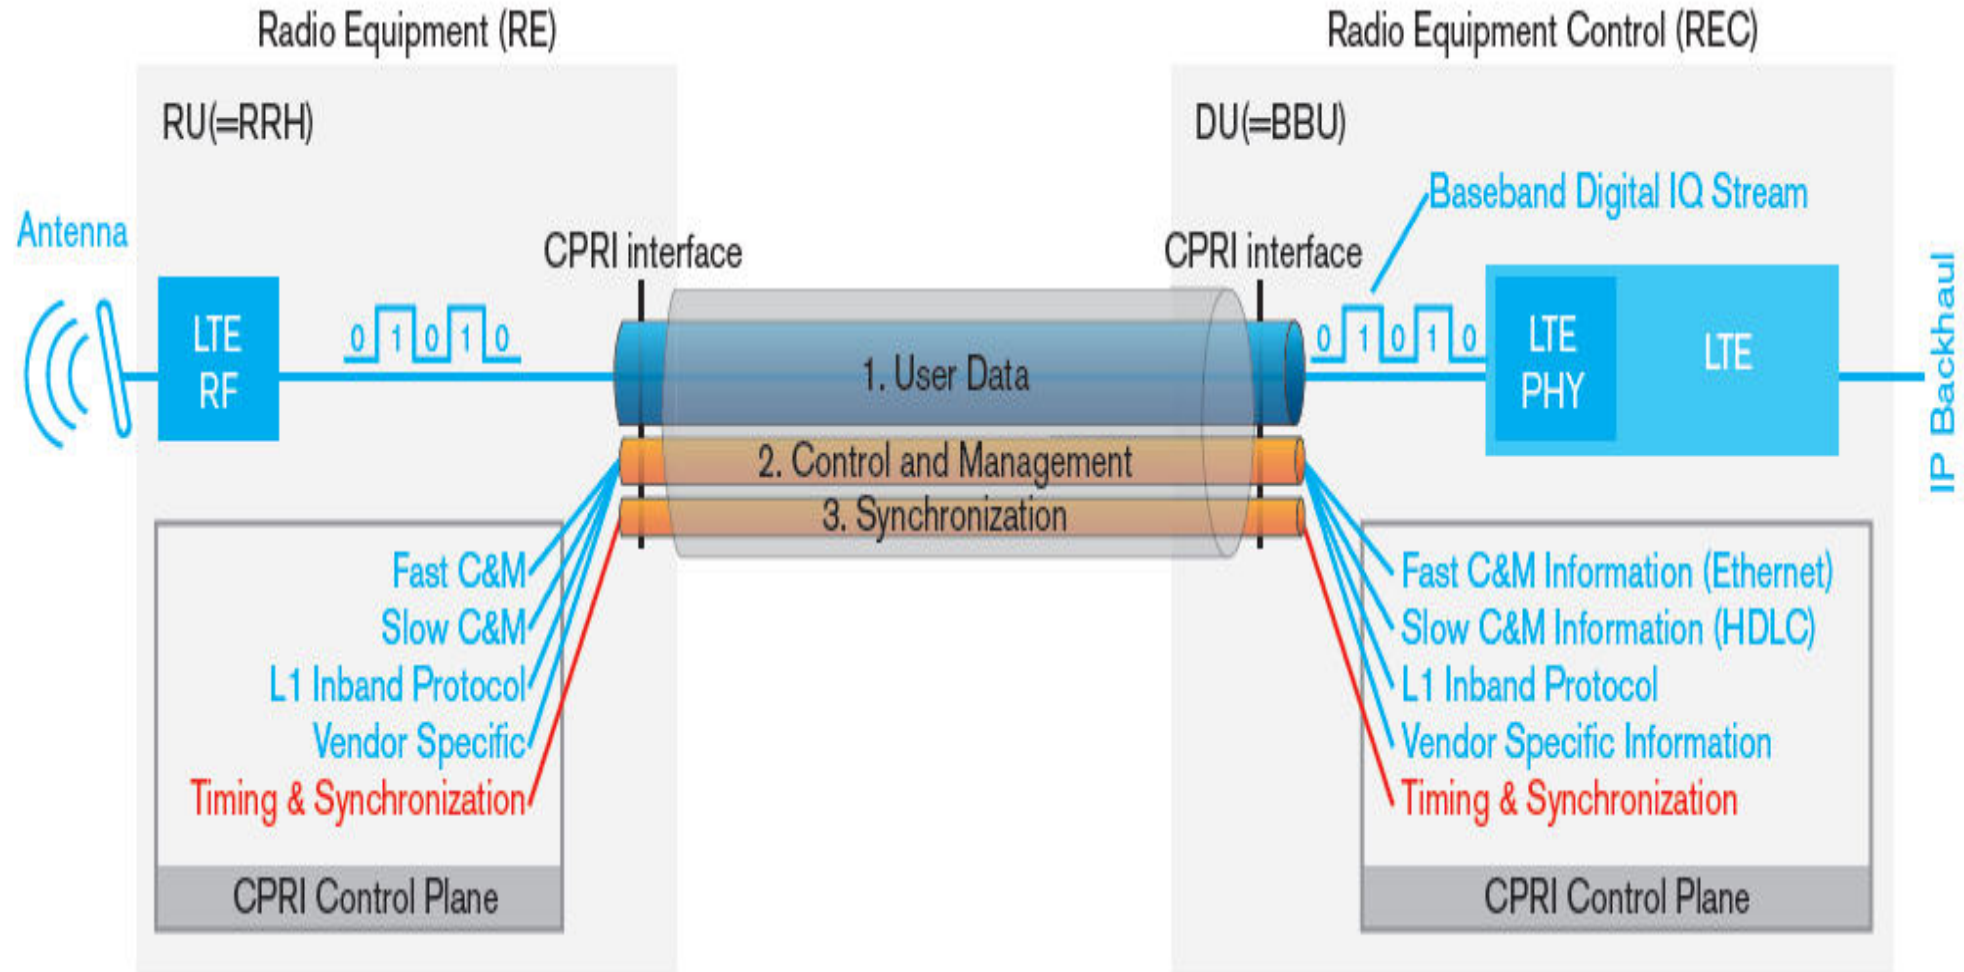 Radio Equipment (RE)
Radio Equipment Control (REC)
RU(=RRH)
DU(=BBU)
Baseband Digital IQ Stream
Antenna
CPRI interface
CPRI interface
LTE
RF
0 1 0 1 0
1. User Data
0 1 0 1 0
LTE
PHY
LTE
IP Backhaul
2. Control and Management
3. Synchronization
Fast C&M
Slow C&M
L1 Inband Protocol
Vendor Specific
Timing & Synchronization
CPRI Control Plane
Fast C&M Information (Ethernet)
Slow C&M Information (HDLC)
L1 Inband Protocol
Vendor Specific Information
Timing & Synchronization
CPRI Control Plane